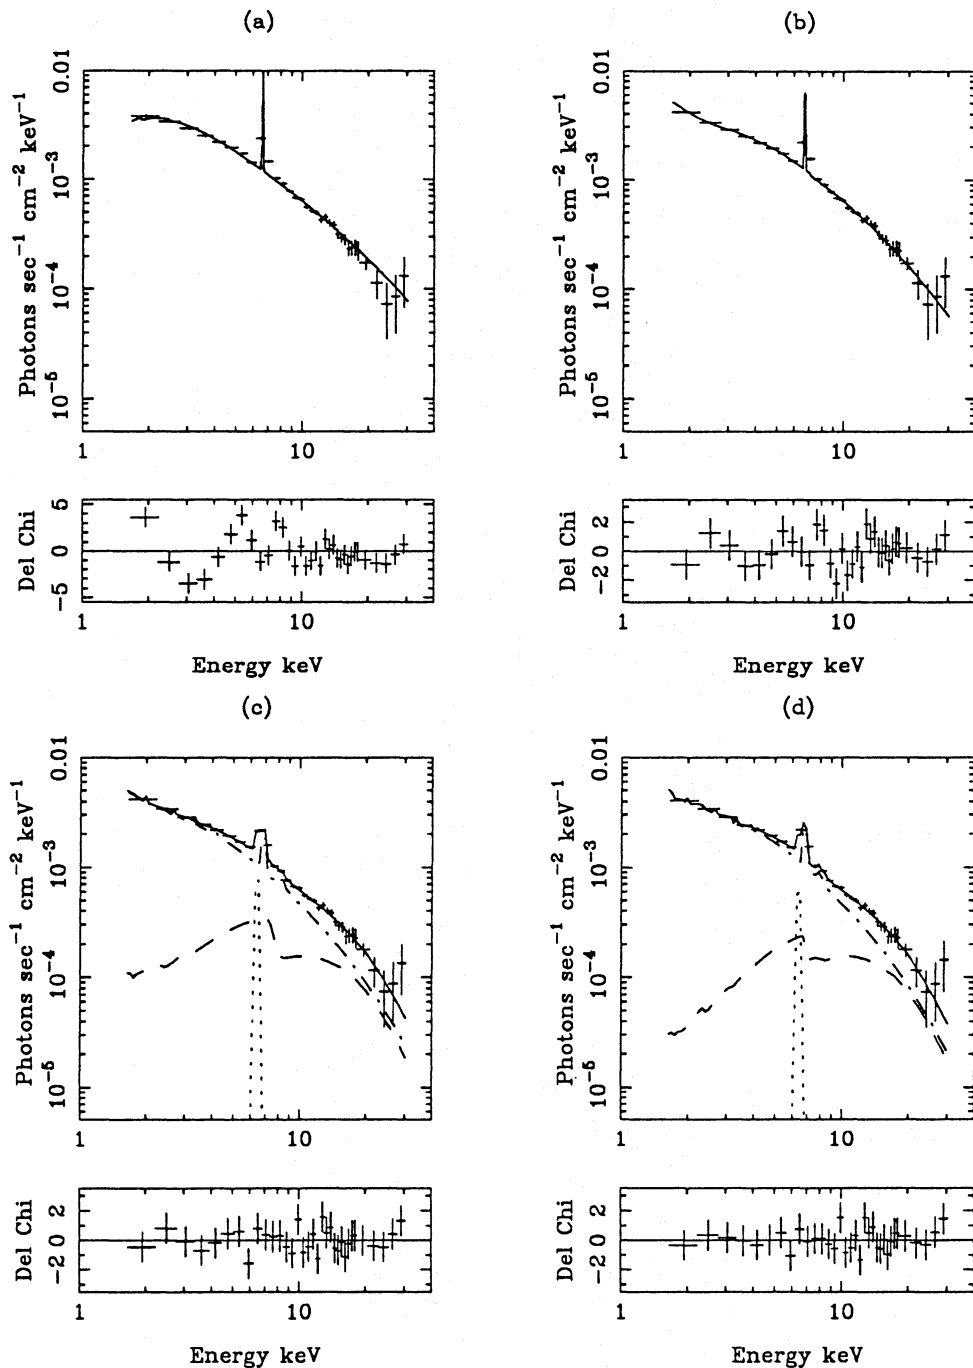 (a)
Photons sec⁻¹ cm⁻² keV⁻¹
0.01
10⁻³
10⁻⁴
10⁻⁵
1
10
Del Chi
5
0
−5
1
10
Energy keV
(b)
Photons sec⁻¹ cm⁻² keV⁻¹
0.01
10⁻³
10⁻⁴
10⁻⁵
1
10
Del Chi
2
0
−2
1
10
Energy keV
(c)
Photons sec⁻¹ cm⁻² keV⁻¹
0.01
10⁻³
10⁻⁴
10⁻⁵
1
10
Del Chi
2
0
−2
1
10
Energy keV
(d)
Photons sec⁻¹ cm⁻² keV⁻¹
0.01
10⁻³
10⁻⁴
10⁻⁵
1
10
Del Chi
2
0
−2
1
10
Energy keV